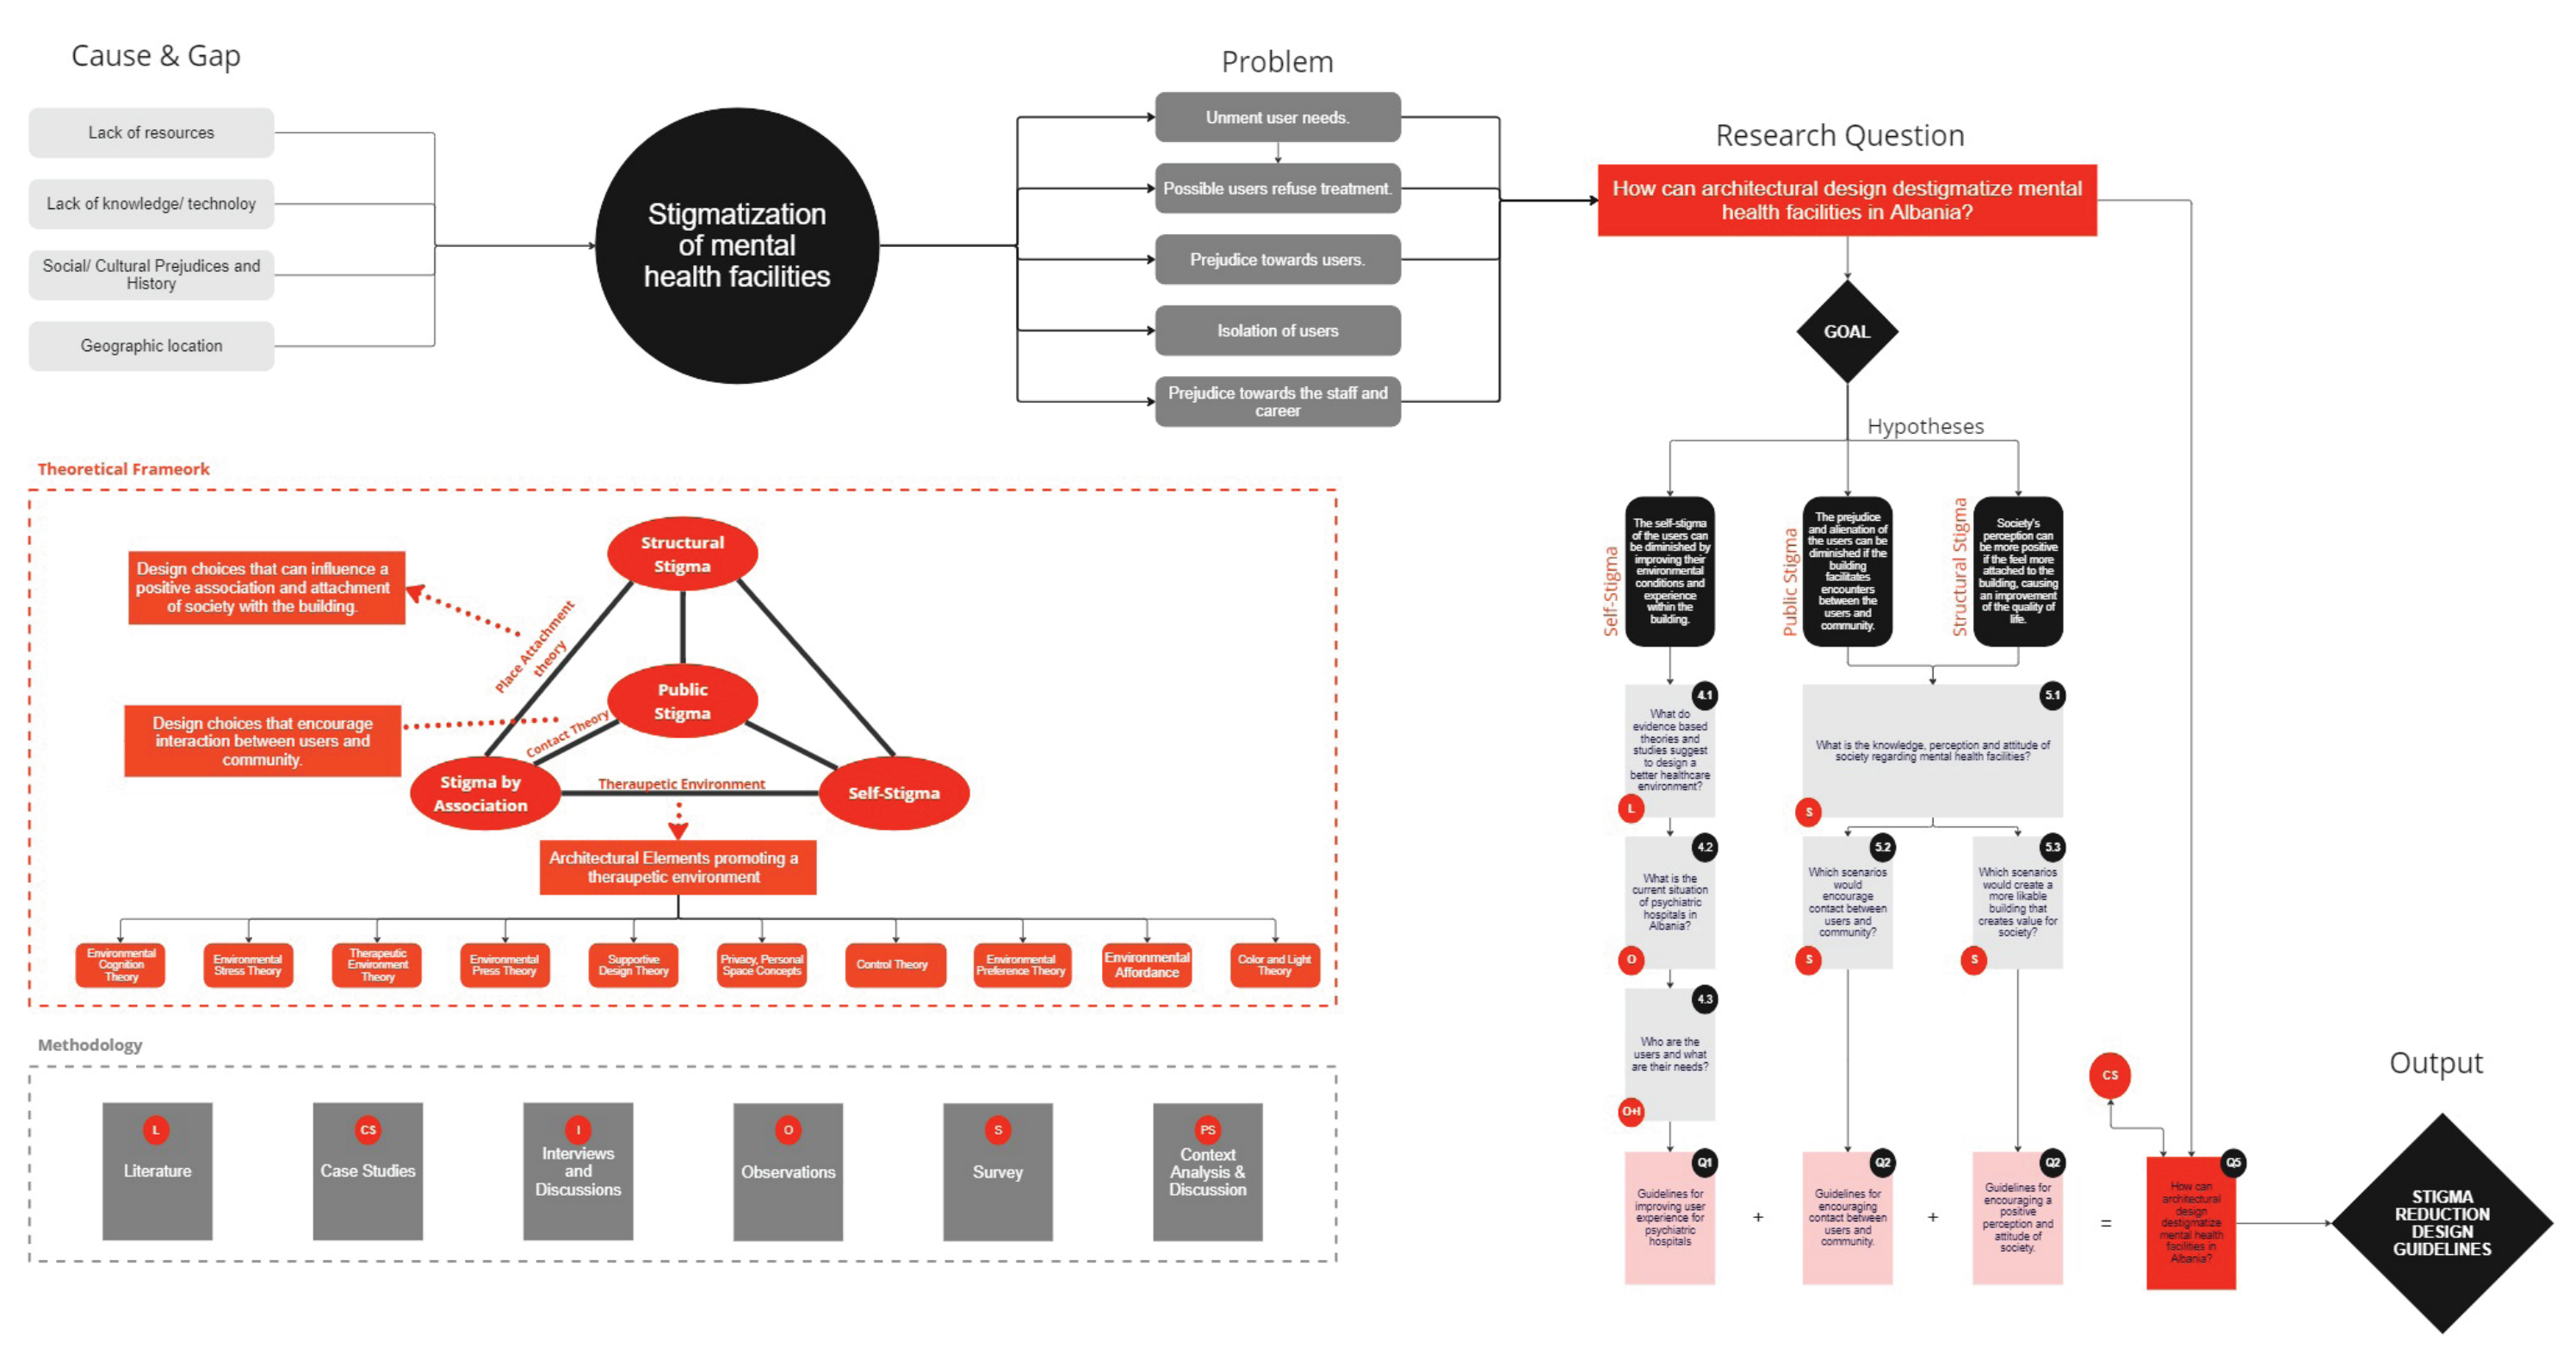 Cause & Gap
Lack of resources
Lack of knowledge/ technoloy
Social/ Cultural Prejudices and
History
Geographic location
Stigmatization
of mental
health facilities
Problem
Unment user needs.
Possible users refuse treatment.
Prejudice towards users.
Isolation of users
Prejudice towards the staff and
career
Research Question
How can architectural design destigmatize mental
health facilities in Albania?
GOAL
Hypotheses
Self-Stigma
The self-stigma
of the users can
be diminished by
improving their
environmental
conditions and
experience
within the
building.
Public Stigma
The prejudice
and alienation of
the users can be
diminished if the
building
facilitates
encounters
between the
users and
community.
Structural Stigma
Society's
perception can
be more positive
if the feel more
attached to the
building, causing
an improvement
of the quality of
life.
4.1
What do
evidence based
theories and
studies suggest
to design a
better healthcare
environment?
L
5.1
What is the knowledge, perception and attitude of
society regarding mental health facilities?
S
4.2
What is the
current situation
of psychiatric
hospitals in
Albania?
O
5.2
Which scenarios
would
encourage
contact between
users and
community?
S
5.3
Which scenarios
would create a
more likable
building that
creates value for
society?
S
4.3
Who are the
users and what
are their needs?
O+I
Q1
Guidelines for
improving user
experience for
psychiatric
hospitals
+
Q2
Guidelines for
encouraging
contact between
users and
community.
+
Q2
Guidelines for
encouraging a
positive
perception and
attitude of
society.
=
CS
Q5
How can
architectural
design
destigmatize
mental health
facilities in
Albania?
Output
STIGMA
REDUCTION
DESIGN
GUIDELINES
Theoretical Frameork
Structural
Stigma
Design choices that can influence a
positive association and attachment
of society with the building.
Place Attachment
theory
Public
Stigma
Design choices that encourage
interaction between users and
community.
Contact Theory
Stigma by
Association
Theraupetic Environment
Self-Stigma
Architectural Elements promoting a
theraupetic environment
Environmental
Cognition
Theory
Environmental
Stress Theory
Therapeutic
Environment
Theory
Environmental
Press Theory
Supportive
Design Theory
Privacy, Personal
Space Concepts
Control Theory
Environmental
Preference Theory
Environmental
Affordance
Color and Light
Theory
Methodology
L
Literature
CS
Case Studies
I
Interviews
and
Discussions
O
Observations
S
Survey
PS
Context
Analysis &
Discussion